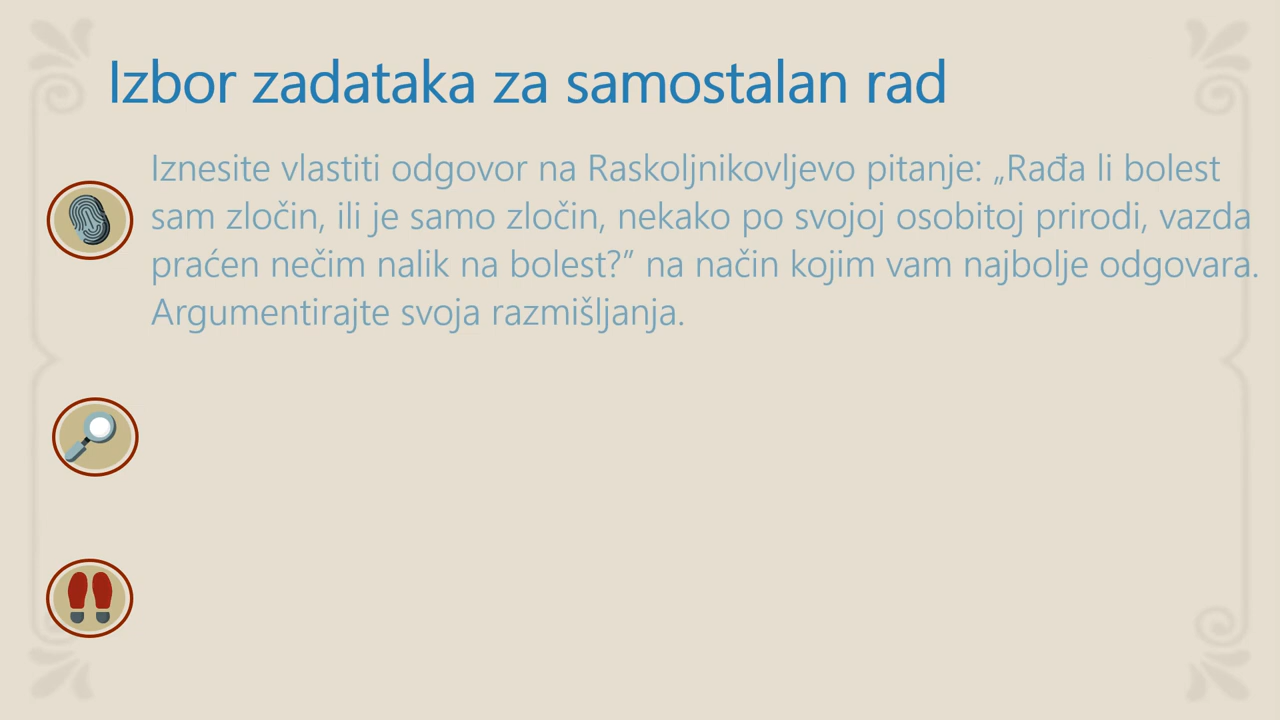 Izbor zadataka za samostalan rad
Iznesite vlastiti odgovor na Raskoljnikovljevo pitanje: „Rađa li bolest
sam zločin, ili je samo zločin, nekako po svojoj osobitoj prirodi, vazda
praćen nečim nalik na bolest?” na način kojim vam najbolje odgovara.
Argumentirajte svoja razmišljanja.